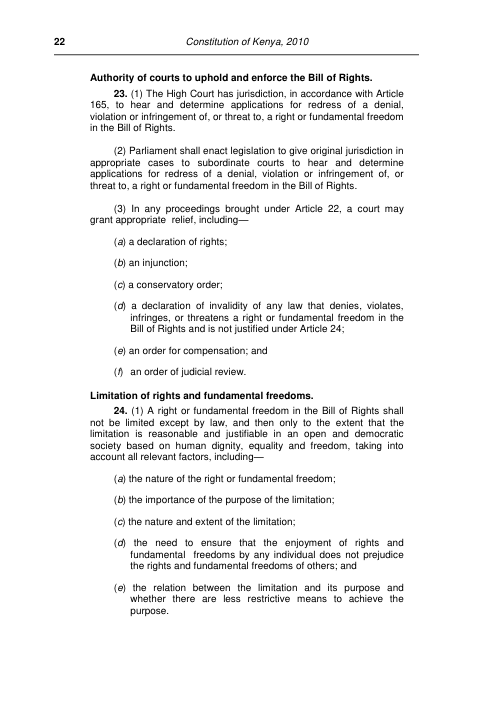 22 Constitution of Kenya, 2010
Authority of courts to uphold and enforce the Bill of Rights.
23. (1) The High Court has jurisdiction, in accordance with Article
165, to hear and determine applications for redress of a denial,
violation or infringement of, or threat to, a right or fundamental freedom
in the Bill of Rights.
(2) Parliament shall enact legislation to give original jurisdiction in
appropriate cases to subordinate courts to hear and determine
applications for redress of a denial, violation or infringement of, or
threat to, a right or fundamental freedom in the Bill of Rights.
(3) In any proceedings brought under Article 22, a court may
grant appropriate relief, including—
(a) a declaration of rights;
(b) an injunction;
(c) a conservatory order;
(d) a declaration of invalidity of any law that denies, violates,
infringes, or threatens a right or fundamental freedom in the
Bill of Rights and is not justified under Article 24;
(e) an order for compensation; and
(f) an order of judicial review.
Limitation of rights and fundamental freedoms.
24. (1) A right or fundamental freedom in the Bill of Rights shall
not be limited except by law, and then only to the extent that the
limitation is reasonable and justifiable in an open and democratic
society based on human dignity, equality and freedom, taking into
account all relevant factors, including—
(a) the nature of the right or fundamental freedom;
(b) the importance of the purpose of the limitation;
(c) the nature and extent of the limitation;
(d) the need to ensure that the enjoyment of rights and
fundamental freedoms by any individual does not prejudice
the rights and fundamental freedoms of others; and
(e) the relation between the limitation and its purpose and
whether there are less restrictive means to achieve the
purpose.